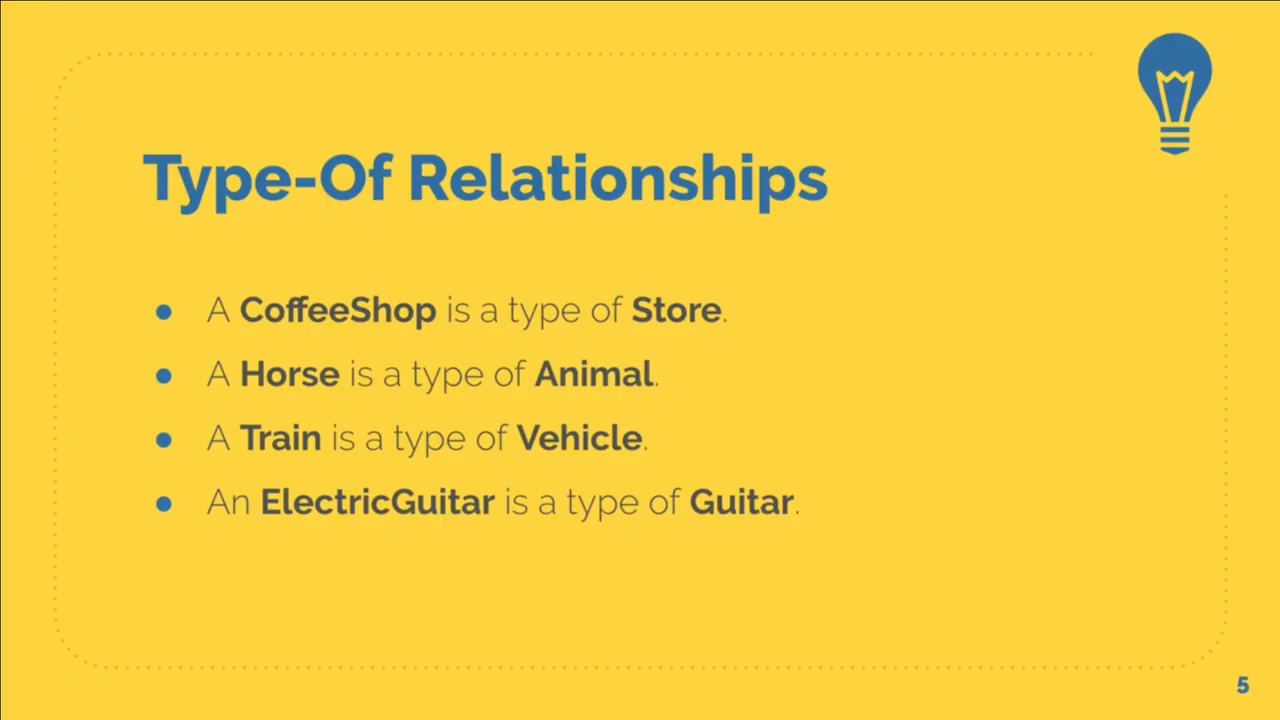 Type-Of Relationships
● A CoffeeShop is a type of Store.
● A Horse is a type of Animal.
● A Train is a type of Vehicle.
● An ElectricGuitar is a type of Guitar.
5